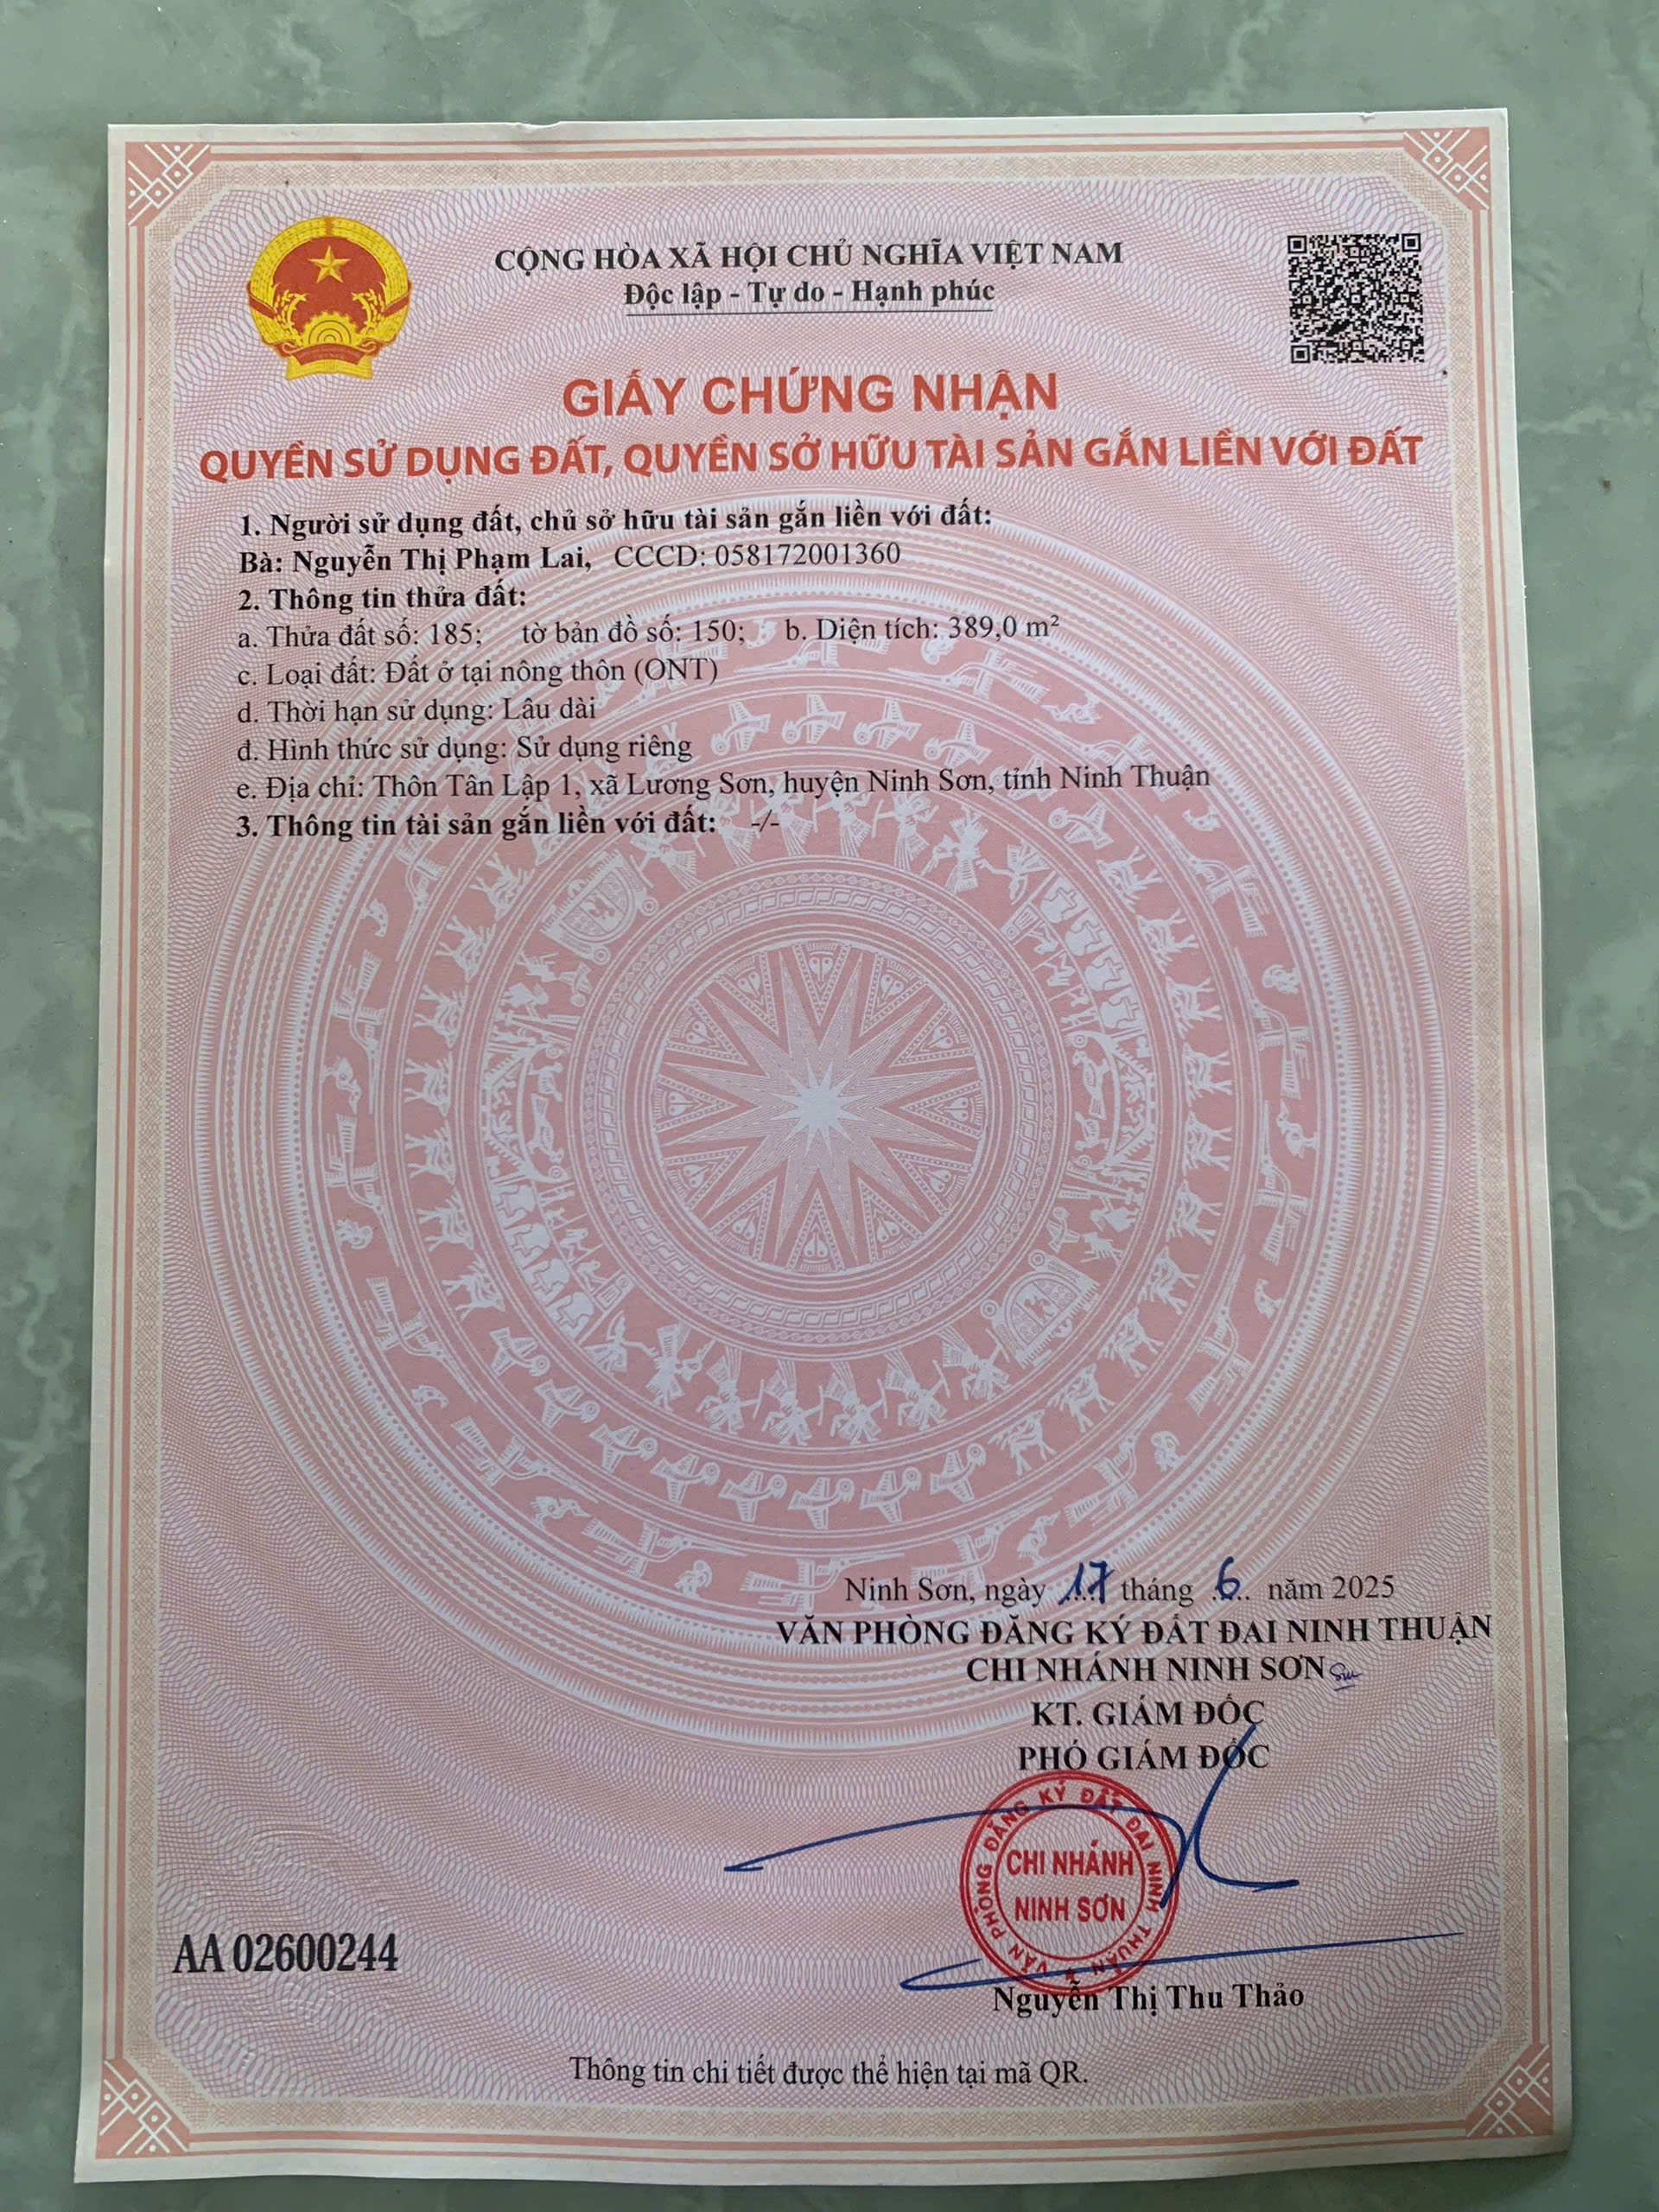 CỘNG HÒA XÃ HỘI CHỦ NGHĨA VIỆT NAM
Độc lập - Tự do - Hạnh phúc
GIẤY CHỨNG NHẬN
QUYỀN SỬ DỤNG ĐẤT, QUYỀN SỞ HỮU TÀI SẢN GẮN LIỀN VỚI ĐẤT
1. Người sử dụng đất, chủ sở hữu tài sản gắn liền với đất:
Bà: Nguyễn Thị Phạm Lai, CCCD: 058172001360
2. Thông tin thửa đất:
a. Thửa đất số: 185; tờ bản đồ số: 150; b. Diện tích: 389,0 m²
c. Loại đất: Đất ở tại nông thôn (ONT)
d. Thời hạn sử dụng: Lâu dài
đ. Hình thức sử dụng: Sử dụng riêng
e. Địa chỉ: Thôn Tân Lập 1, xã Lương Sơn, huyện Ninh Sơn, tỉnh Ninh Thuận
3. Thông tin tài sản gắn liền với đất: -/-
Ninh Sơn, ngày 17 tháng 6 năm 2025
VĂN PHÒNG ĐĂNG KÝ ĐẤT ĐAI NINH THUẬN
CHI NHÁNH NINH SƠN
KT. GIÁM ĐỐC
PHÓ GIÁM ĐỐC
VĂN PHÒNG ĐĂNG KÝ ĐẤT ĐAI NINH THUẬN
CHI NHÁNH
NINH SƠN
Nguyễn Thị Thu Thảo
AA 02600244
Thông tin chi tiết được thể hiện tại mã QR.